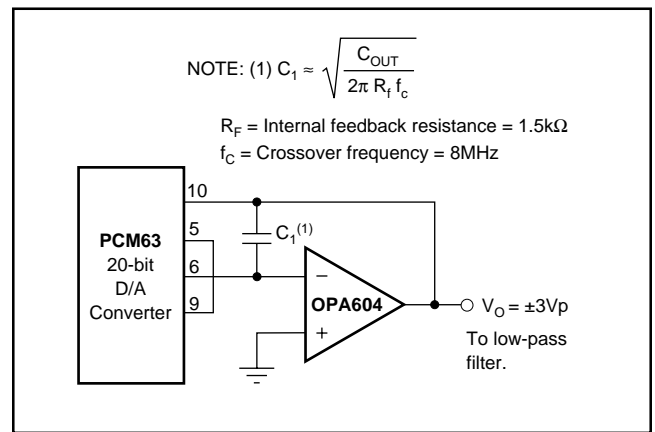 NOTE: (1) C₁ ≈ √(C_OUT / 2π R_f f_c)
R_F = Internal feedback resistance = 1.5kΩ
f_C = Crossover frequency = 8MHz
10
PCM63
20-bit
D/A
Converter
5
6
9
C₁⁽¹⁾
–
+
OPA604
V_O = ±3Vp
To low-pass
filter.